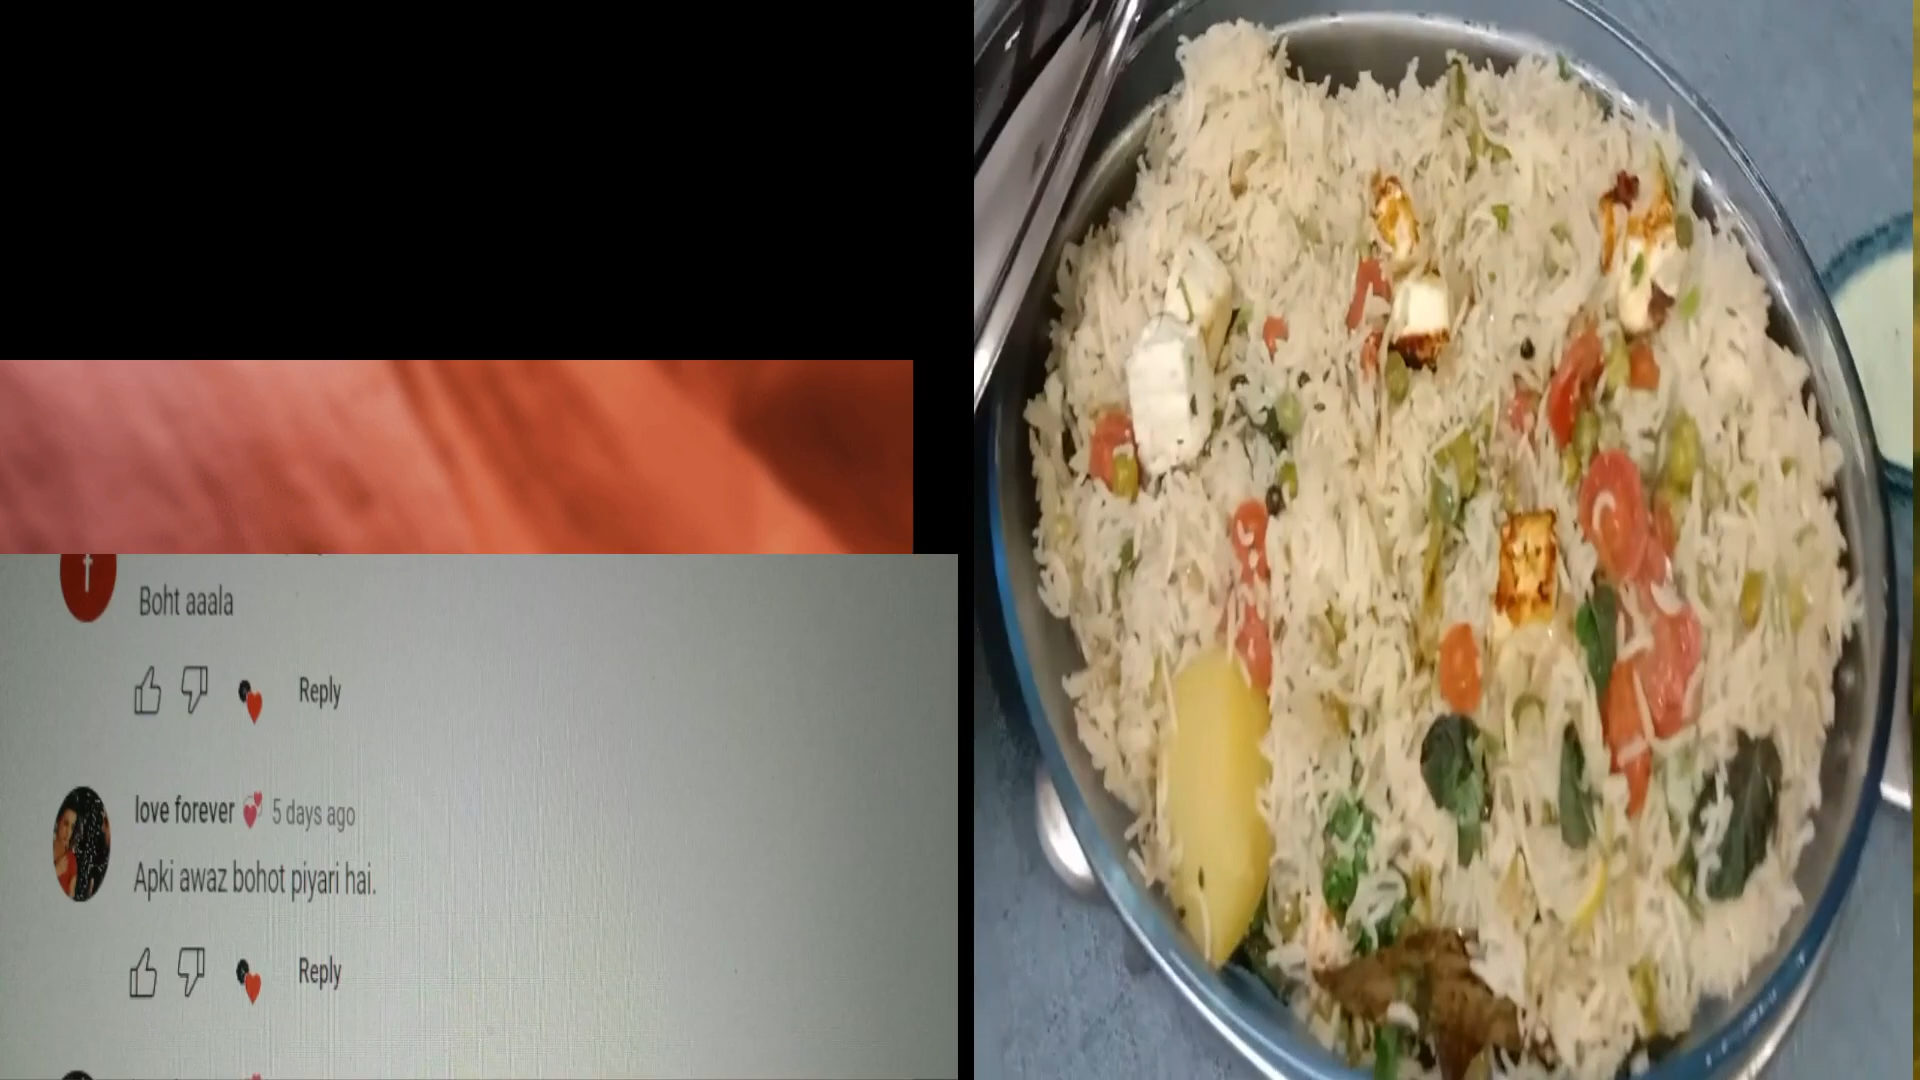 Boht aaala
Reply
love forever 💞 5 days ago
Apki awaz bohot piyari hai.
Reply